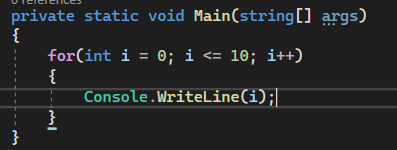 0 references
private static void Main(string[] args)
{
    for(int i = 0; i <= 10; i++)
    {
        Console.WriteLine(i);
    }
}